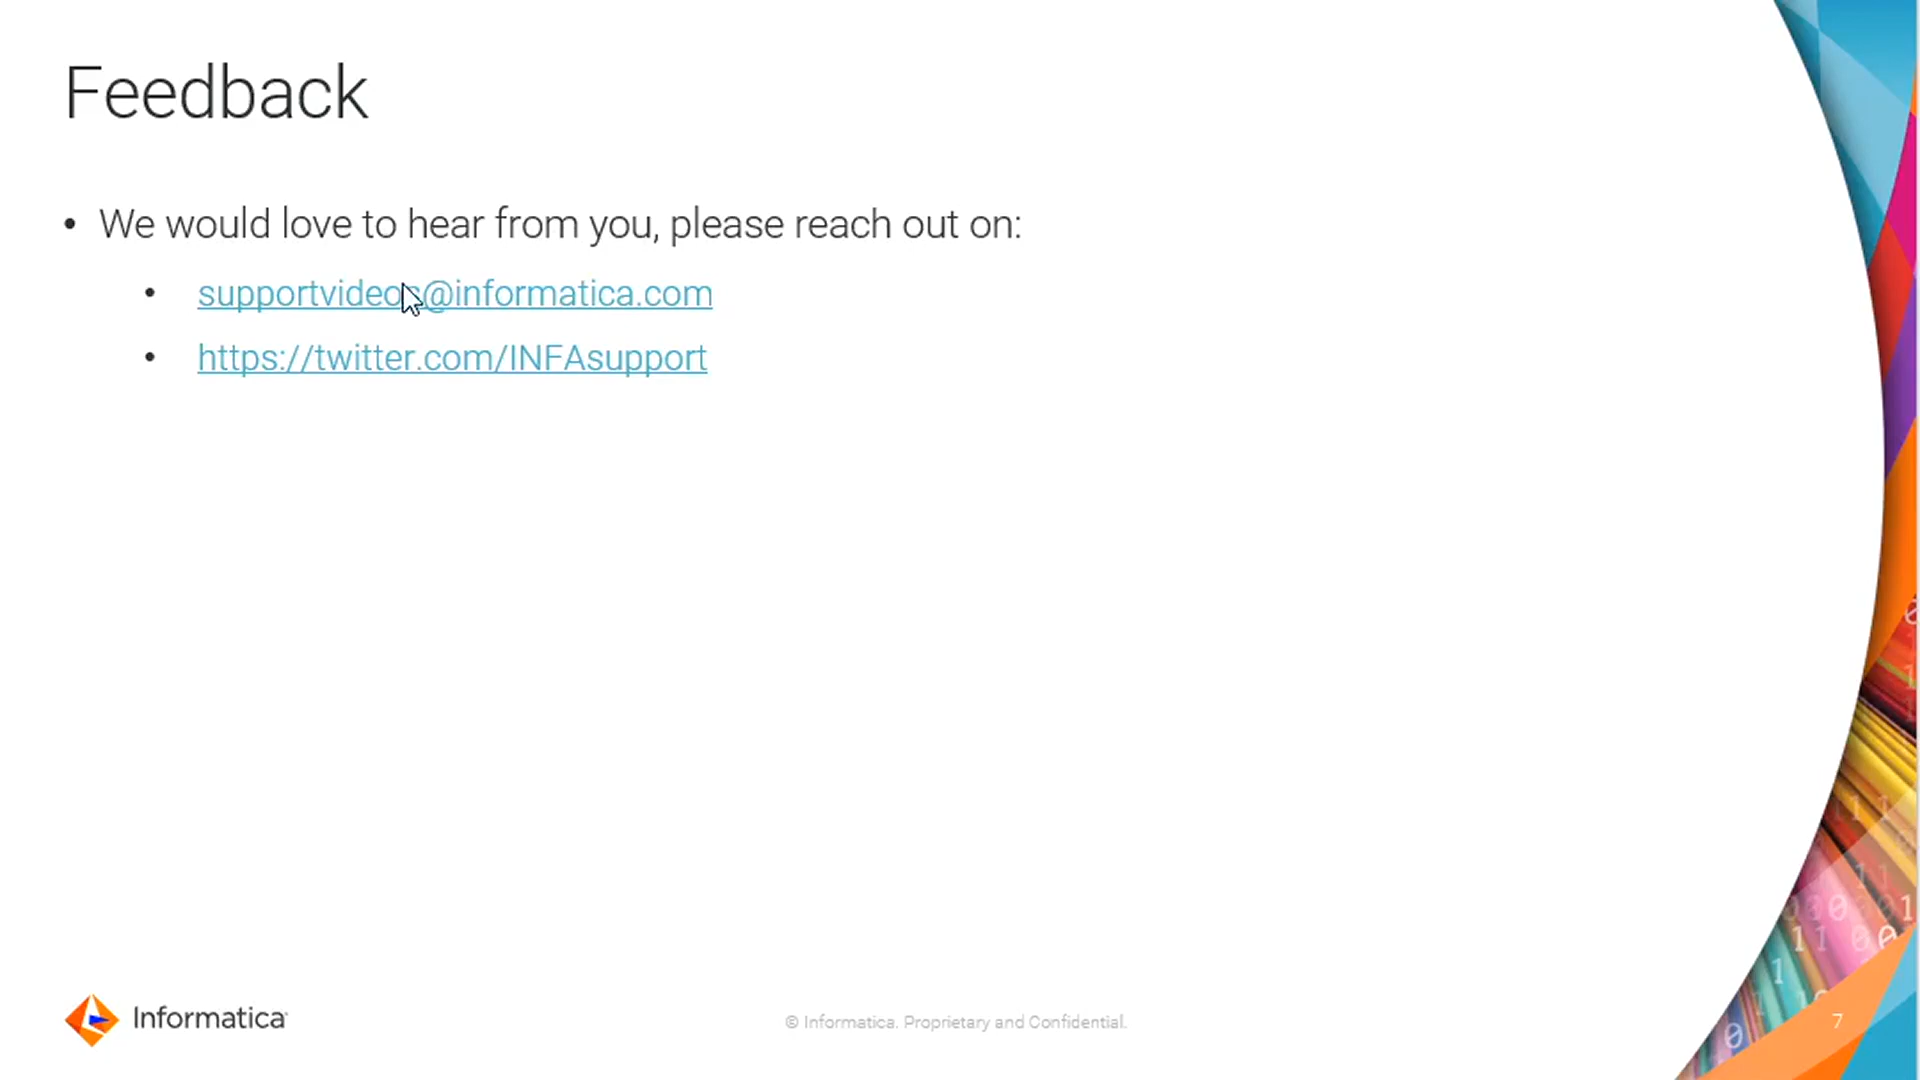 Feedback
• We would love to hear from you, please reach out on:
• supportvideos@informatica.com
• https://twitter.com/INFAsupport
Informatica
© Informatica. Proprietary and Confidential.
7